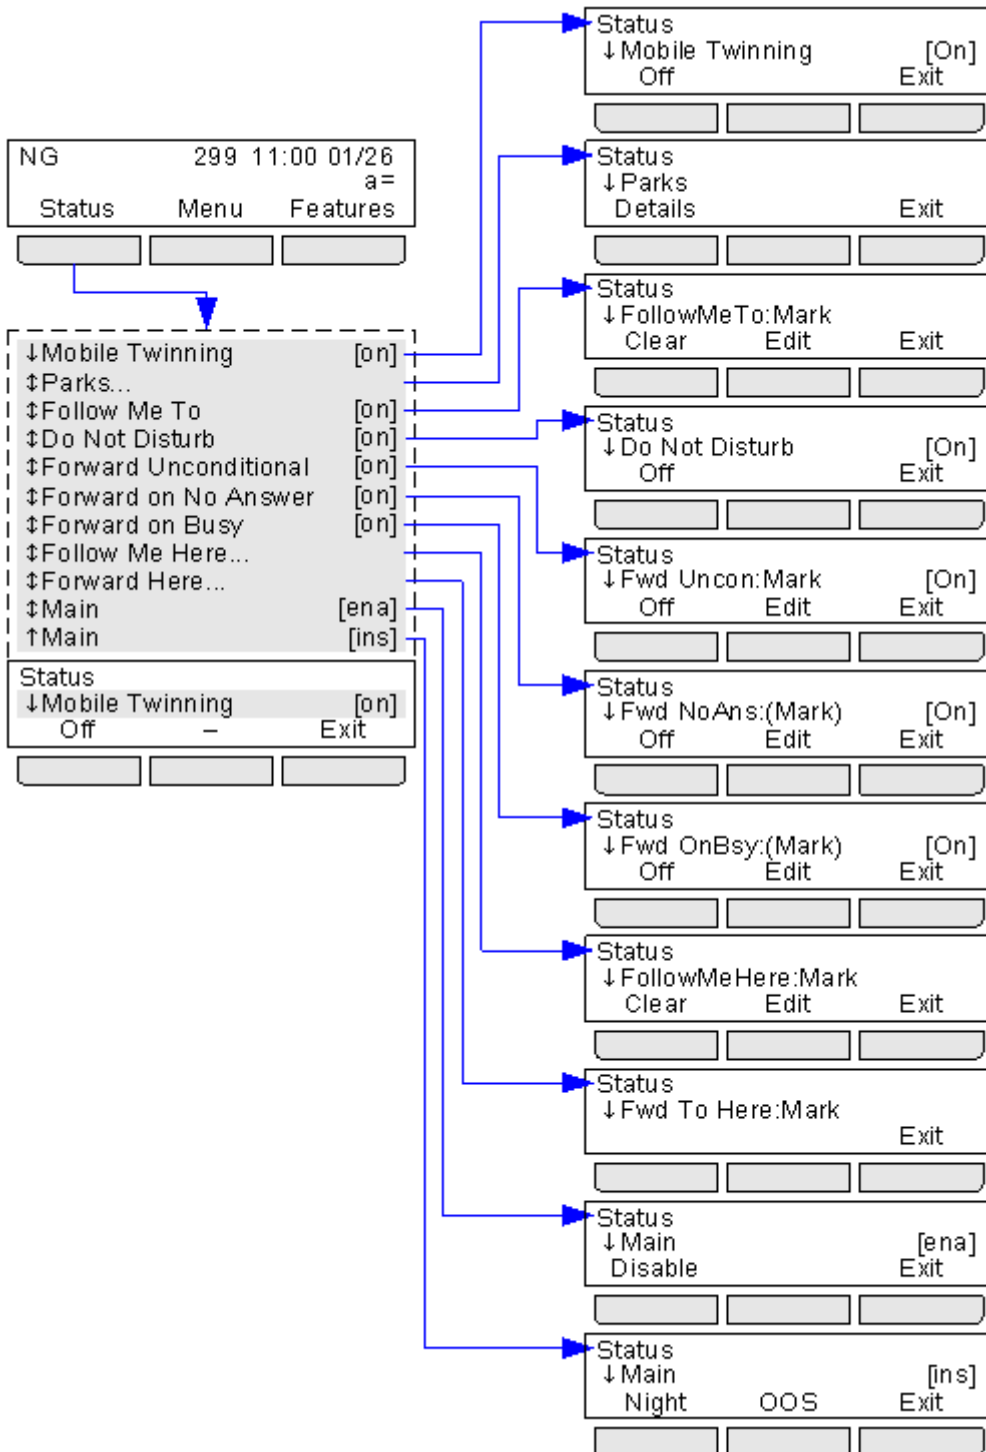 NG 299 11:00 01/26
a=
Status Menu Features
↓Mobile Twinning [on]
↕Parks...
↕Follow Me To [on]
↕Do Not Disturb [on]
↕Forward Unconditional [on]
↕Forward on No Answer [on]
↕Forward on Busy [on]
↕Follow Me Here...
↕Forward Here...
↕Main [ena]
↑Main [ins]
Status
↓Mobile Twinning [on]
Off – Exit
Status
↓Mobile Twinning [On]
Off Exit
Status
↓Parks
Details Exit
Status
↓FollowMeTo:Mark
Clear Edit Exit
Status
↓Do Not Disturb [On]
Off Exit
Status
↓Fwd Uncon:Mark [On]
Off Edit Exit
Status
↓Fwd NoAns:(Mark) [On]
Off Edit Exit
Status
↓Fwd OnBsy:(Mark) [On]
Off Edit Exit
Status
↓FollowMeHere:Mark
Clear Edit Exit
Status
↓Fwd To Here:Mark
Exit
Status
↓Main [ena]
Disable Exit
Status
↓Main [ins]
Night OOS Exit